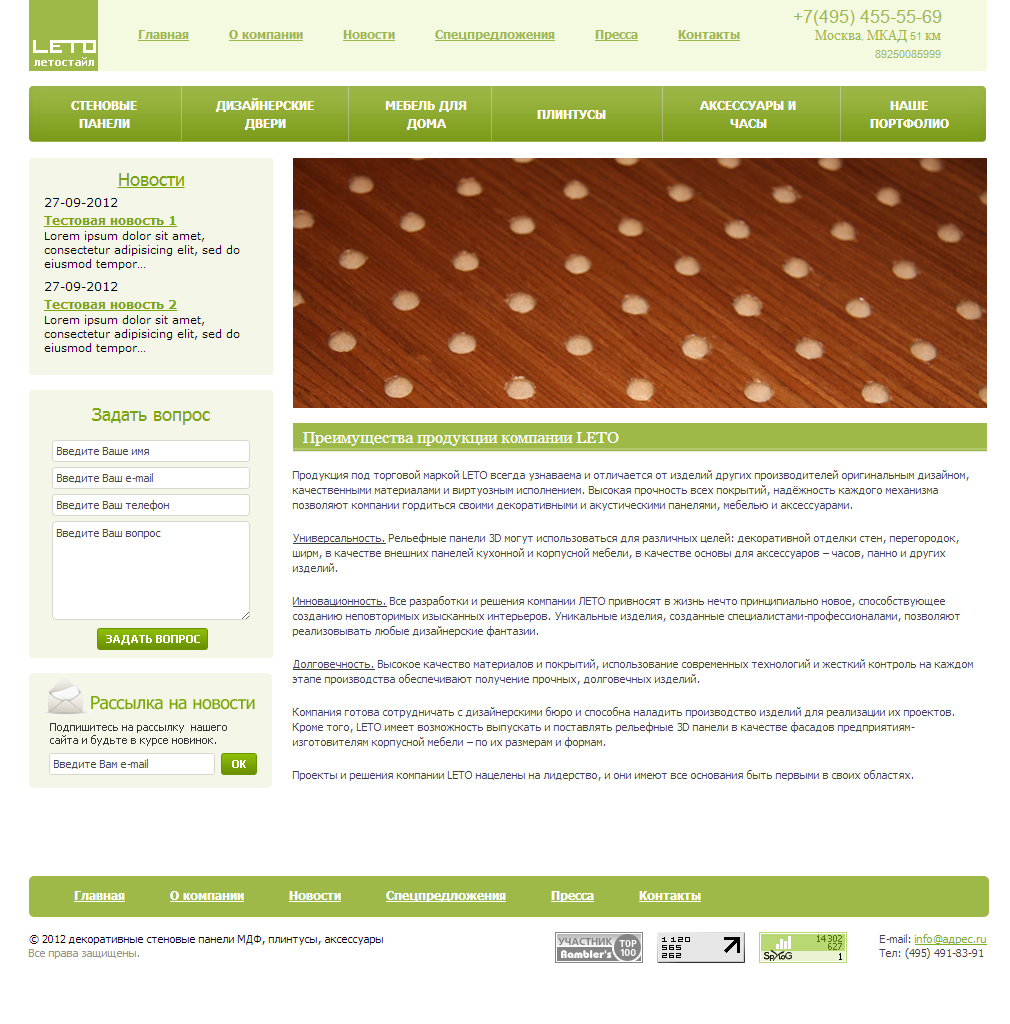 LETO
летостайл
Главная О компании Новости Спецпредложения Пресса Контакты
+7(495) 455-55-69
Москва, МКАД 51 км
89250085999
СТЕНОВЫЕ
ПАНЕЛИ
ДИЗАЙНЕРСКИЕ
ДВЕРИ
МЕБЕЛЬ ДЛЯ
ДОМА
ПЛИНТУСЫ
АКСЕССУАРЫ И
ЧАСЫ
НАШЕ
ПОРТФОЛИО
Новости
27-09-2012
Тестовая новость 1
Lorem ipsum dolor sit amet,
consectetur adipisicing elit, sed do
eiusmod tempor...
27-09-2012
Тестовая новость 2
Lorem ipsum dolor sit amet,
consectetur adipisicing elit, sed do
eiusmod tempor...
Задать вопрос
Введите Ваше имя
Введите Ваш e-mail
Введите Ваш телефон
Введите Ваш вопрос
ЗАДАТЬ ВОПРОС
Рассылка на новости
Подпишитесь на рассылку нашего
сайта и будьте в курсе новинок.
Введите Вам e-mail
ОК
Преимущества продукции компании LETO
Продукция под торговой маркой LETO всегда узнаваема и отличается от изделий других производителей оригинальным дизайном,
качественными материалами и виртуозным исполнением. Высокая прочность всех покрытий, надёжность каждого механизма
позволяют компании гордиться своими декоративными и акустическими панелями, мебелью и аксессуарами.
Универсальность. Рельефные панели 3D могут использоваться для различных целей: декоративной отделки стен, перегородок,
ширм, в качестве внешних панелей кухонной и корпусной мебели, в качестве основы для аксессуаров – часов, панно и других
изделий.
Инновационность. Все разработки и решения компании ЛЕТО привносят в жизнь нечто принципиально новое, способствующее
созданию неповторимых изысканных интерьеров. Уникальные изделия, созданные специалистами-профессионалами, позволяют
реализовывать любые дизайнерские фантазии.
Долговечность. Высокое качество материалов и покрытий, использование современных технологий и жесткий контроль на каждом
этапе производства обеспечивают получение прочных, долговечных изделий.
Компания готова сотрудничать с дизайнерскими бюро и способна наладить производство изделий для реализации их проектов.
Кроме того, LETO имеет возможность выпускать и поставлять рельефные 3D панели в качестве фасадов предприятиям-
изготовителям корпусной мебели – по их размерам и формам.
Проекты и решения компании LETO нацелены на лидерство, и они имеют все основания быть первыми в своих областях.
Главная О компании Новости Спецпредложения Пресса Контакты
© 2012 декоративные стеновые панели МДФ, плинтусы, аксессуары
Все права защищены.
УЧАСТНИК
Rambler's
TOP
100
1 120
565
262
14302
627
1
SpyLOG
E-mail: info@адрес.ru
Тел: (495) 491-83-91